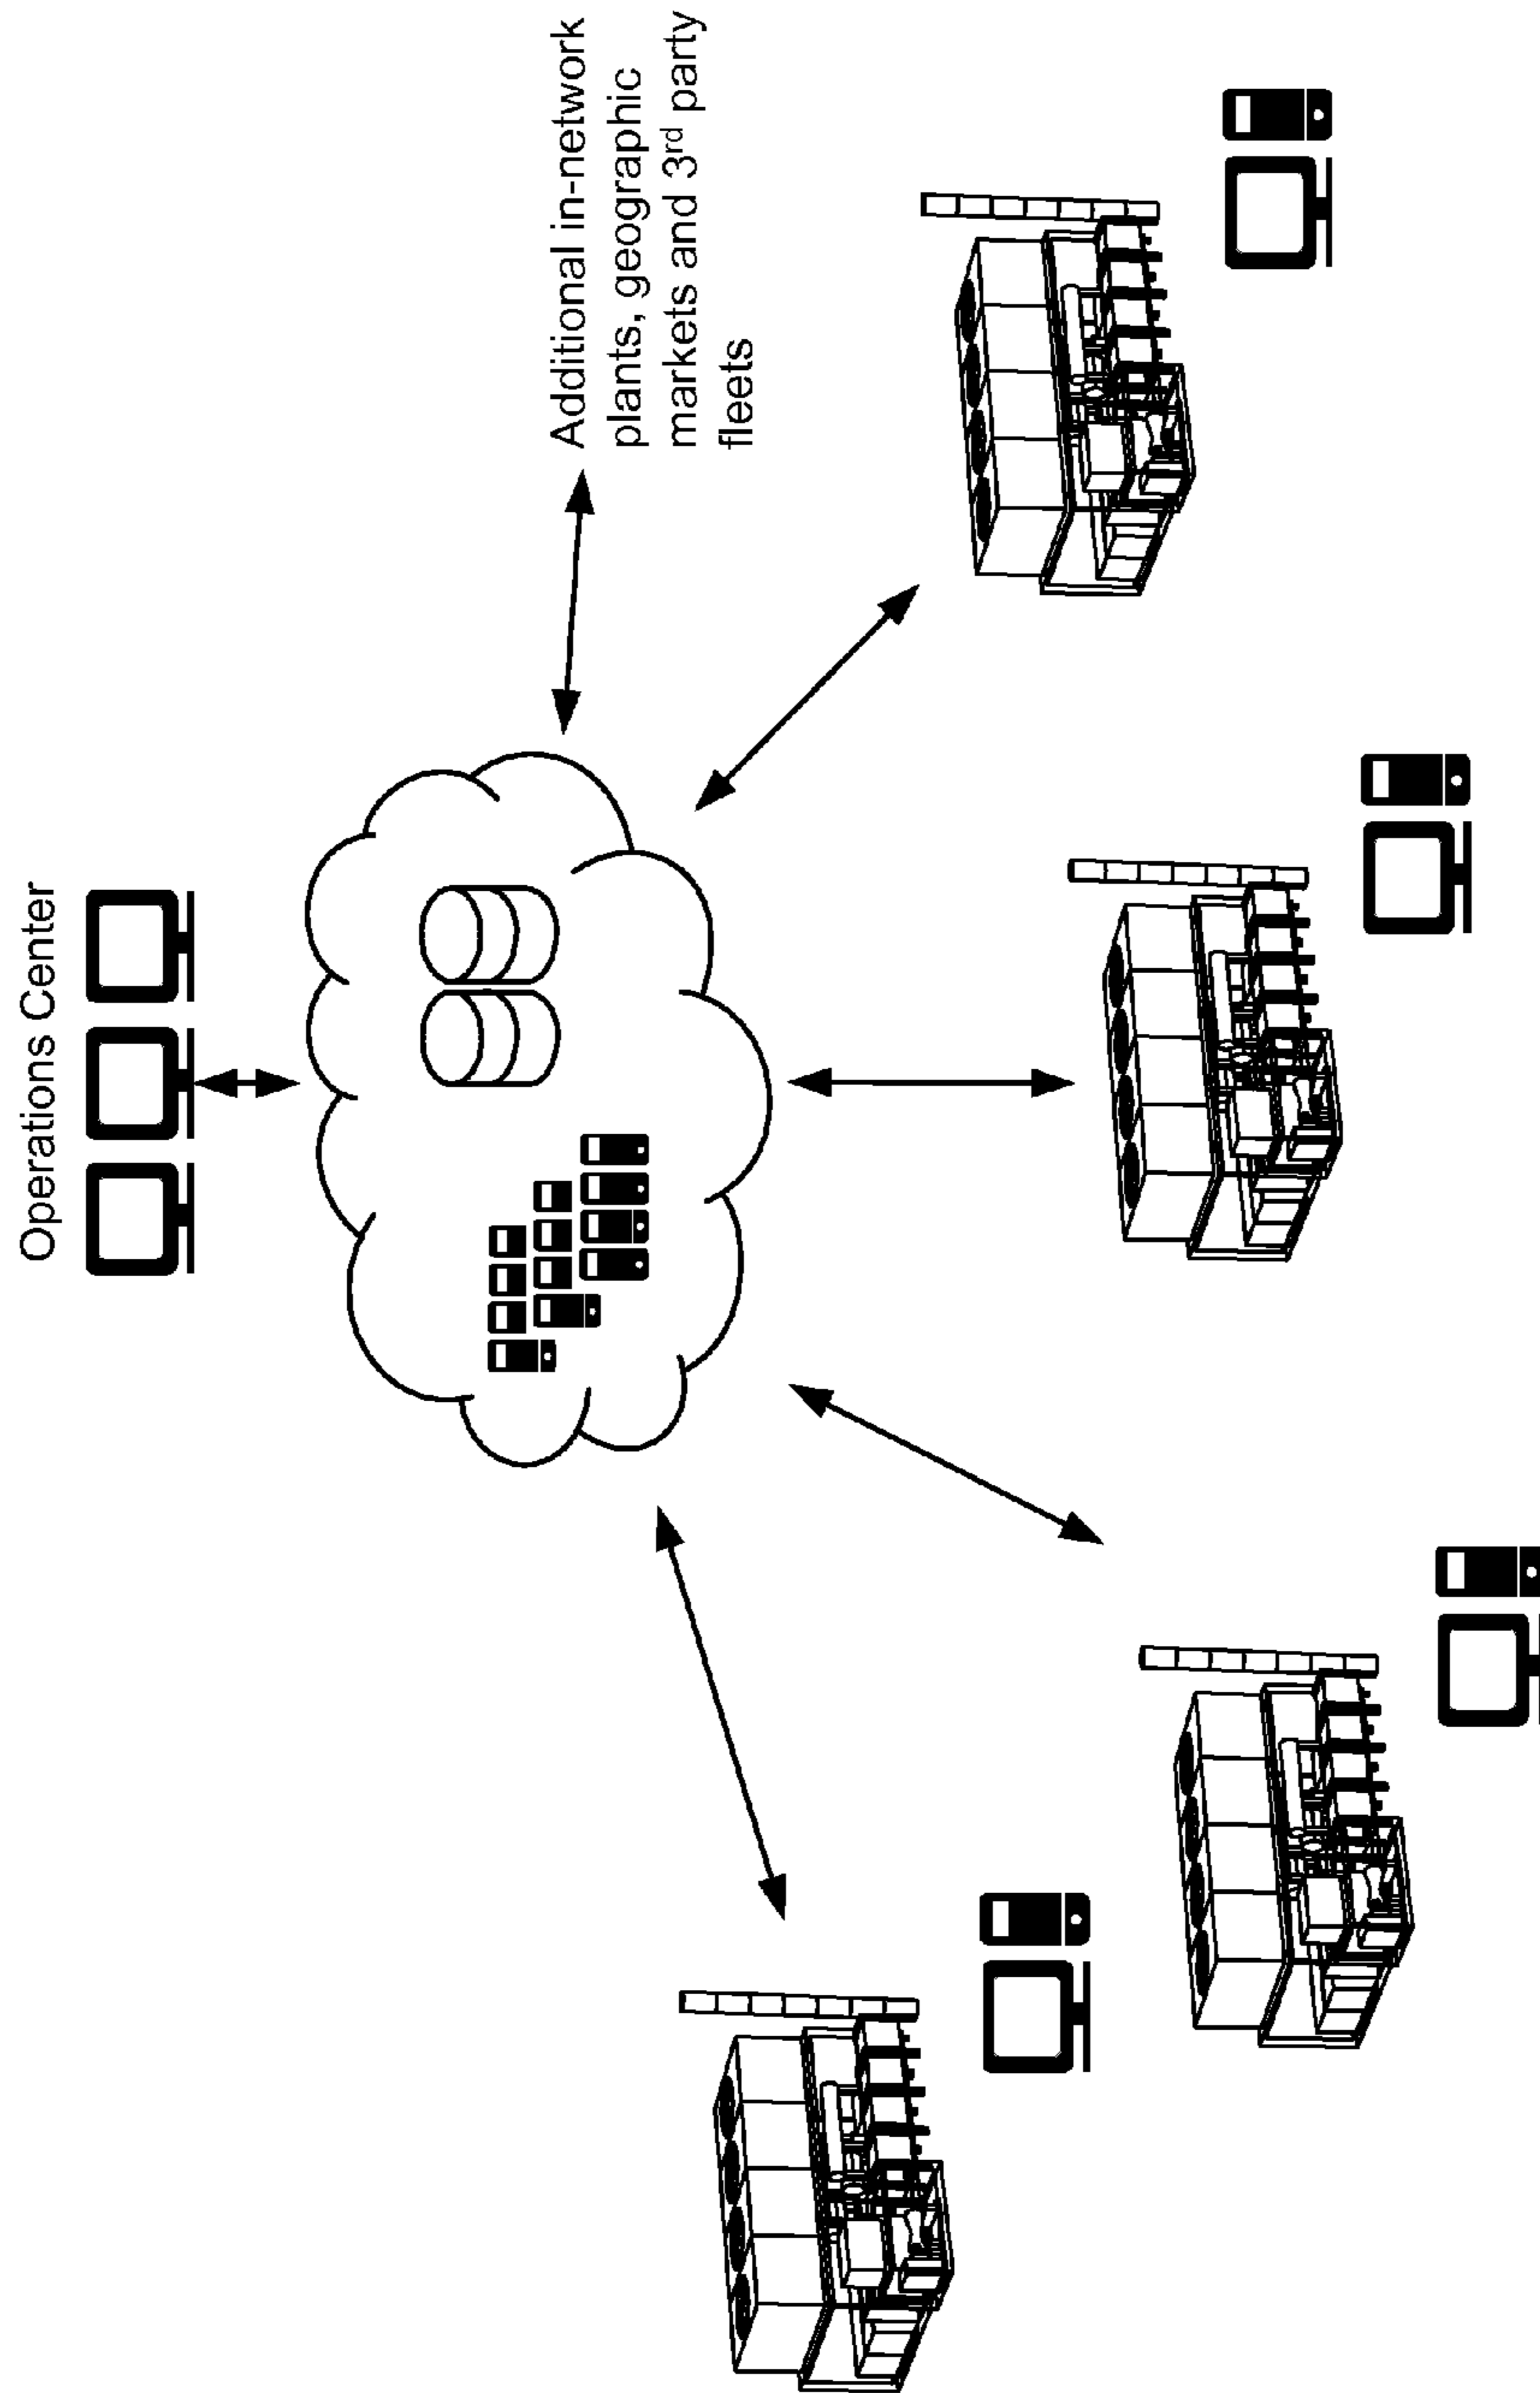 Operations Center
Additional in-network
plants, geographic
markets and 3rd party
fleets